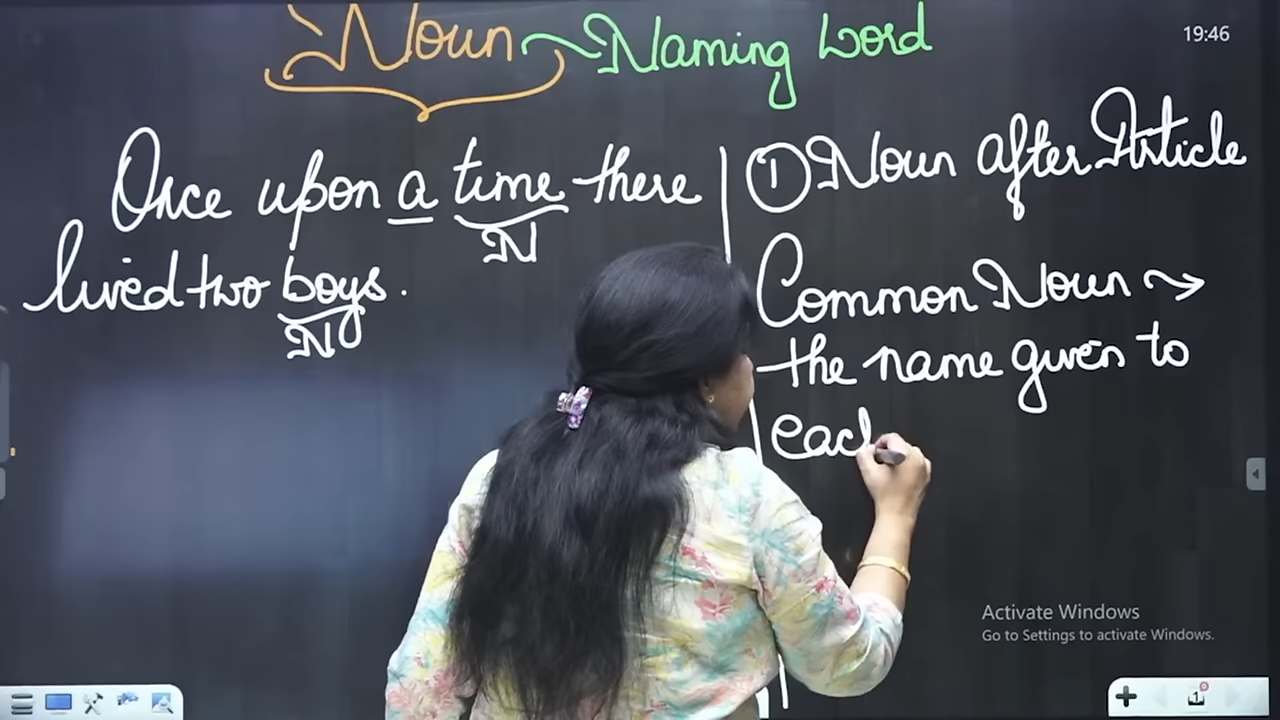 Noun Naming Word
19:46
Once upon a time there
N
lived two boys.
N
① Noun after Article
Common Noun →
the name given to
each
Activate Windows
Go to Settings to activate Windows.
1